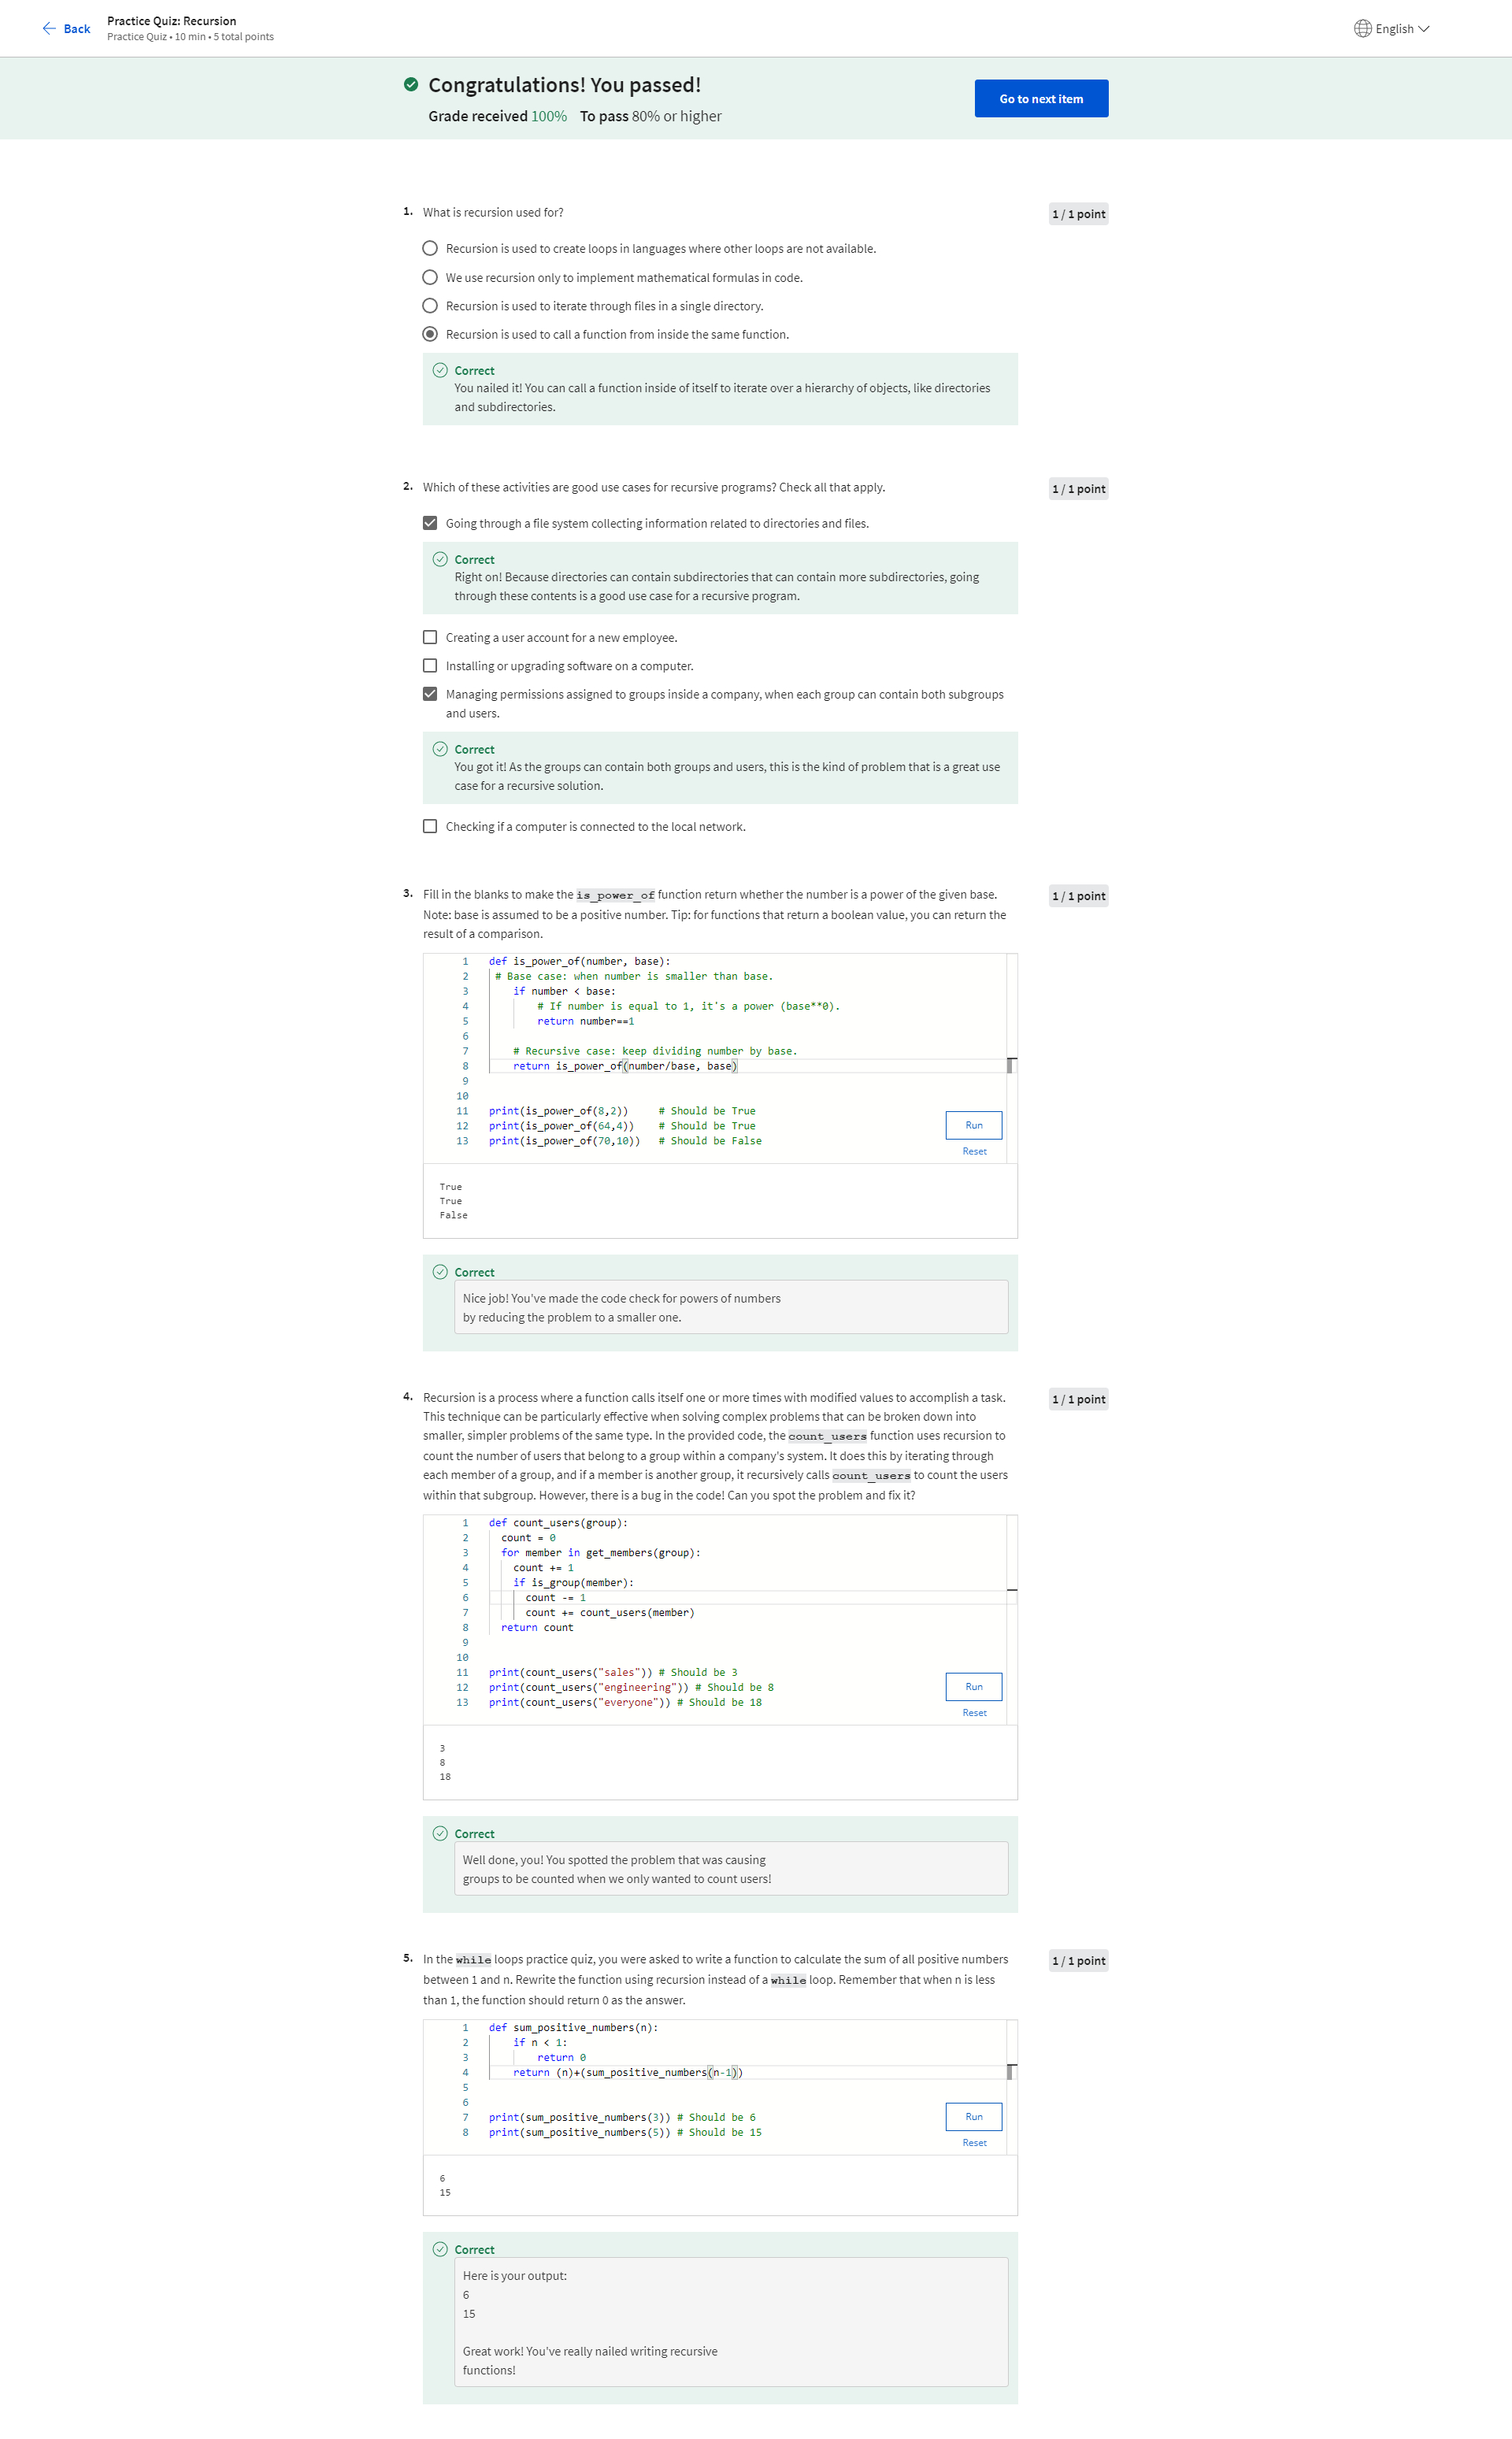 Back
Practice Quiz: Recursion
Practice Quiz • 10 min • 5 total points
English
Congratulations! You passed!
Grade received 100% To pass 80% or higher
Go to next item
1. What is recursion used for?
1 / 1 point
Recursion is used to create loops in languages where other loops are not available.
We use recursion only to implement mathematical formulas in code.
Recursion is used to iterate through files in a single directory.
Recursion is used to call a function from inside the same function.
Correct
You nailed it! You can call a function inside of itself to iterate over a hierarchy of objects, like directories
and subdirectories.
2. Which of these activities are good use cases for recursive programs? Check all that apply.
1 / 1 point
Going through a file system collecting information related to directories and files.
Correct
Right on! Because directories can contain subdirectories that can contain more subdirectories, going
through these contents is a good use case for a recursive program.
Creating a user account for a new employee.
Installing or upgrading software on a computer.
Managing permissions assigned to groups inside a company, when each group can contain both subgroups
and users.
Correct
You got it! As the groups can contain both groups and users, this is the kind of problem that is a great use
case for a recursive solution.
Checking if a computer is connected to the local network.
3. Fill in the blanks to make the is_power_of function return whether the number is a power of the given base.
1 / 1 point
Note: base is assumed to be a positive number. Tip: for functions that return a boolean value, you can return the
result of a comparison.
1 def is_power_of(number, base):
2 # Base case: when number is smaller than base.
3 if number < base:
4 # If number is equal to 1, it's a power (base**0).
5 return number==1
6
7 # Recursive case: keep dividing number by base.
8 return is_power_of(number/base, base)
9
10
11 print(is_power_of(8,2)) # Should be True
12 print(is_power_of(64,4)) # Should be True
13 print(is_power_of(70,10)) # Should be False
Run
Reset
True
True
False
Correct
Nice job! You've made the code check for powers of numbers
by reducing the problem to a smaller one.
4. Recursion is a process where a function calls itself one or more times with modified values to accomplish a task.
1 / 1 point
This technique can be particularly effective when solving complex problems that can be broken down into
smaller, simpler problems of the same type. In the provided code, the count_users function uses recursion to
count the number of users that belong to a group within a company's system. It does this by iterating through
each member of a group, and if a member is another group, it recursively calls count_users to count the users
within that subgroup. However, there is a bug in the code! Can you spot the problem and fix it?
1 def count_users(group):
2 count = 0
3 for member in get_members(group):
4 count += 1
5 if is_group(member):
6 count -= 1
7 count += count_users(member)
8 return count
9
10
11 print(count_users("sales")) # Should be 3
12 print(count_users("engineering")) # Should be 8
13 print(count_users("everyone")) # Should be 18
Run
Reset
3
8
18
Correct
Well done, you! You spotted the problem that was causing
groups to be counted when we only wanted to count users!
5. In the while loops practice quiz, you were asked to write a function to calculate the sum of all positive numbers
1 / 1 point
between 1 and n. Rewrite the function using recursion instead of a while loop. Remember that when n is less
than 1, the function should return 0 as the answer.
1 def sum_positive_numbers(n):
2 if n < 1:
3 return 0
4 return (n)+(sum_positive_numbers(n-1))
5
6
7 print(sum_positive_numbers(3)) # Should be 6
8 print(sum_positive_numbers(5)) # Should be 15
Run
Reset
6
15
Correct
Here is your output:
6
15
Great work! You've really nailed writing recursive
functions!